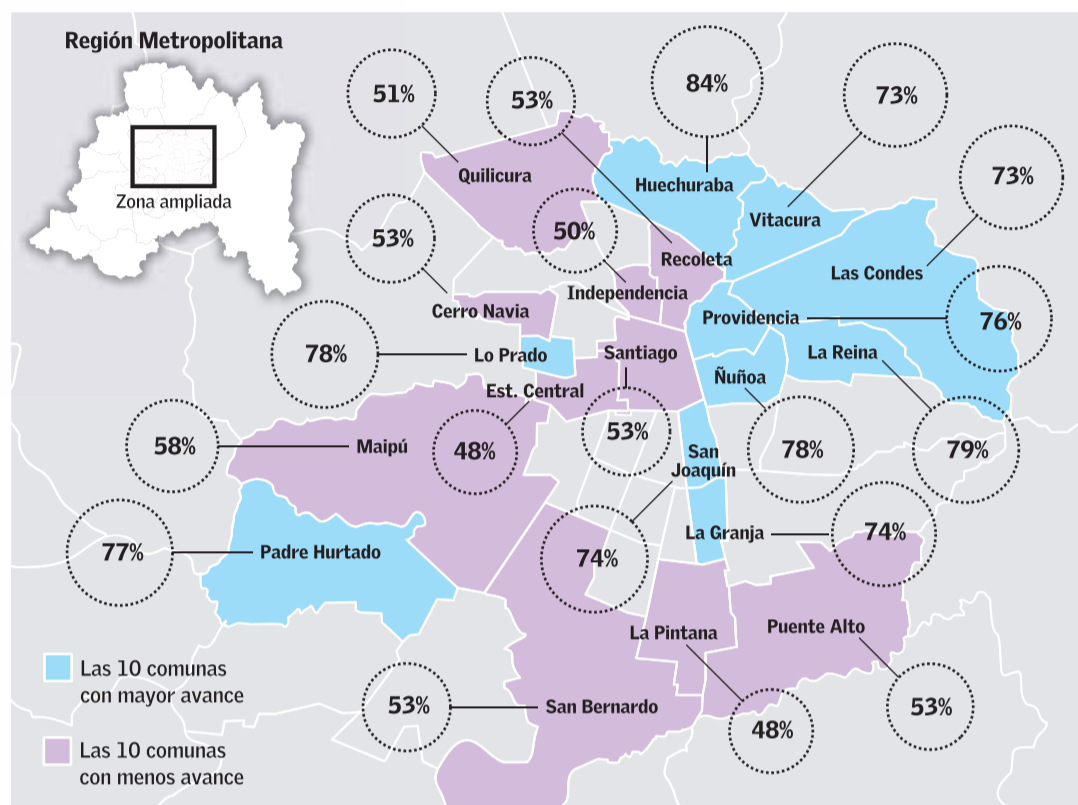 Región Metropolitana
Zona ampliada
51%
53%
84%
73%
73%
Quilicura
Huechuraba
Vitacura
53%
50%
Recoleta
Las Condes
Independencia
Cerro Navia
Providencia
76%
78%
Lo Prado
Santiago
La Reina
Ñuñoa
Est. Central
58%
Maipú
48%
53%
San
Joaquín
78%
79%
77%
Padre Hurtado
74%
La Granja
74%
La Pintana
Puente Alto
53%
San Bernardo
48%
53%
Las 10 comunas
con mayor avance
Las 10 comunas
con menos avance